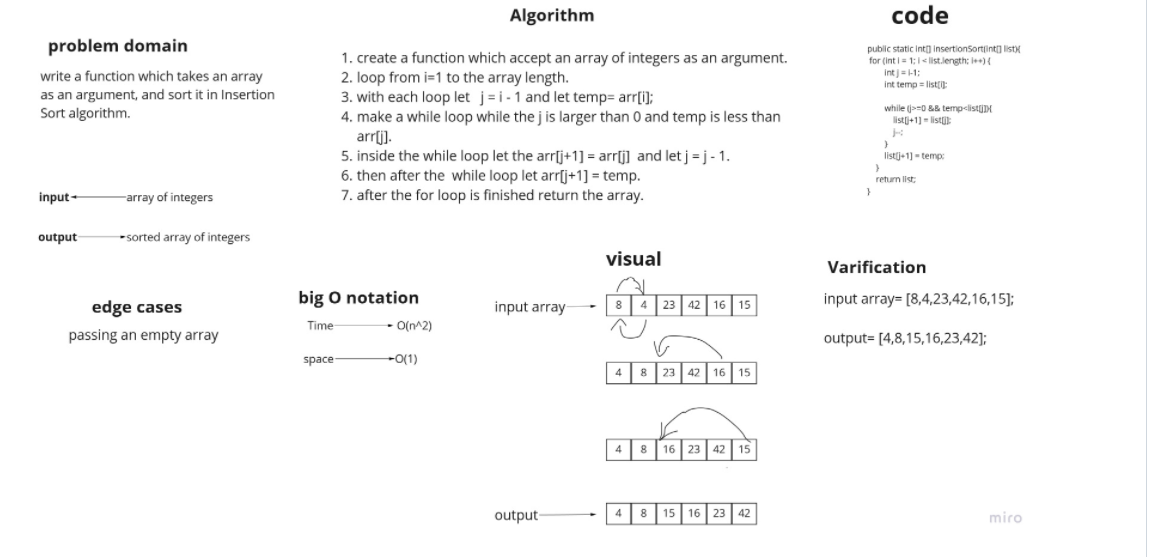 Algorithm
code
problem domain
write a function which takes an array
as an argument, and sort it in Insertion
Sort algorithm.
input
array of integers
output
sorted array of integers
1. create a function which accept an array of integers as an argument.
2. loop from i=1 to the array length.
3. with each loop let j = i - 1 and let temp= arr[i];
4. make a while loop while the j is larger than 0 and temp is less than
arr[j].
5. inside the while loop let the arr[j+1] = arr[j] and let j = j - 1.
6. then after the while loop let arr[j+1] = temp.
7. after the for loop is finished return the array.
public static int[] insertionSort(int[] list){
for (int i = 1; i < list.length; i++) {
int j = i-1;
int temp = list[i];
while (j>=0 && temp<list[j]){
list[j+1] = list[j];
j--;
}
list[j+1] = temp;
}
return list;
}
edge cases
passing an empty array
big O notation
Time
O(n^2)
space
O(1)
visual
input array
8 4 23 42 16 15
4 8 23 42 16 15
4 8 16 23 42 15
output
4 8 15 16 23 42
Varification
input array= [8,4,23,42,16,15];
output= [4,8,15,16,23,42];
miro